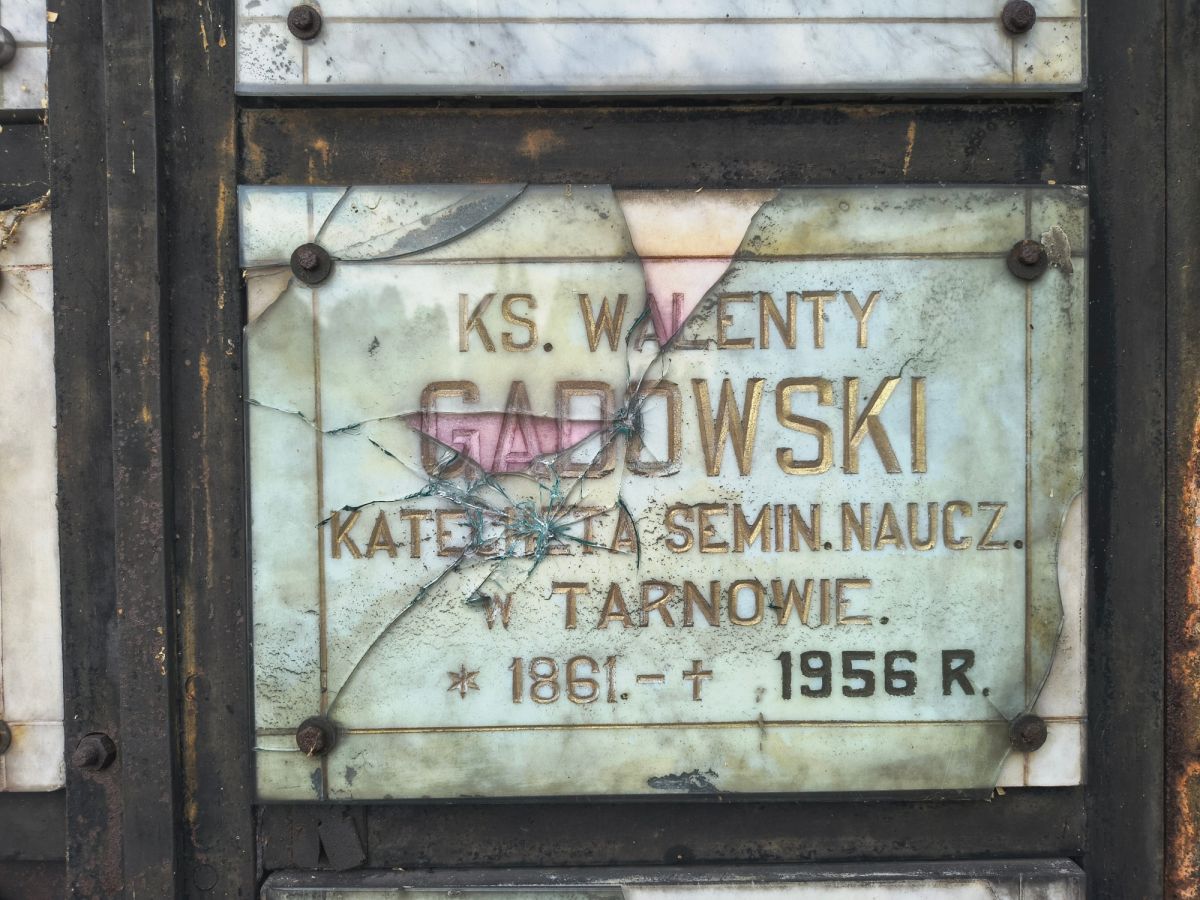 KS. WALENTY
GADOWSKI
KATECHETA SEMIN. NAUCZ.
W TARNOWIE.
* 1861. - † 1956 R.